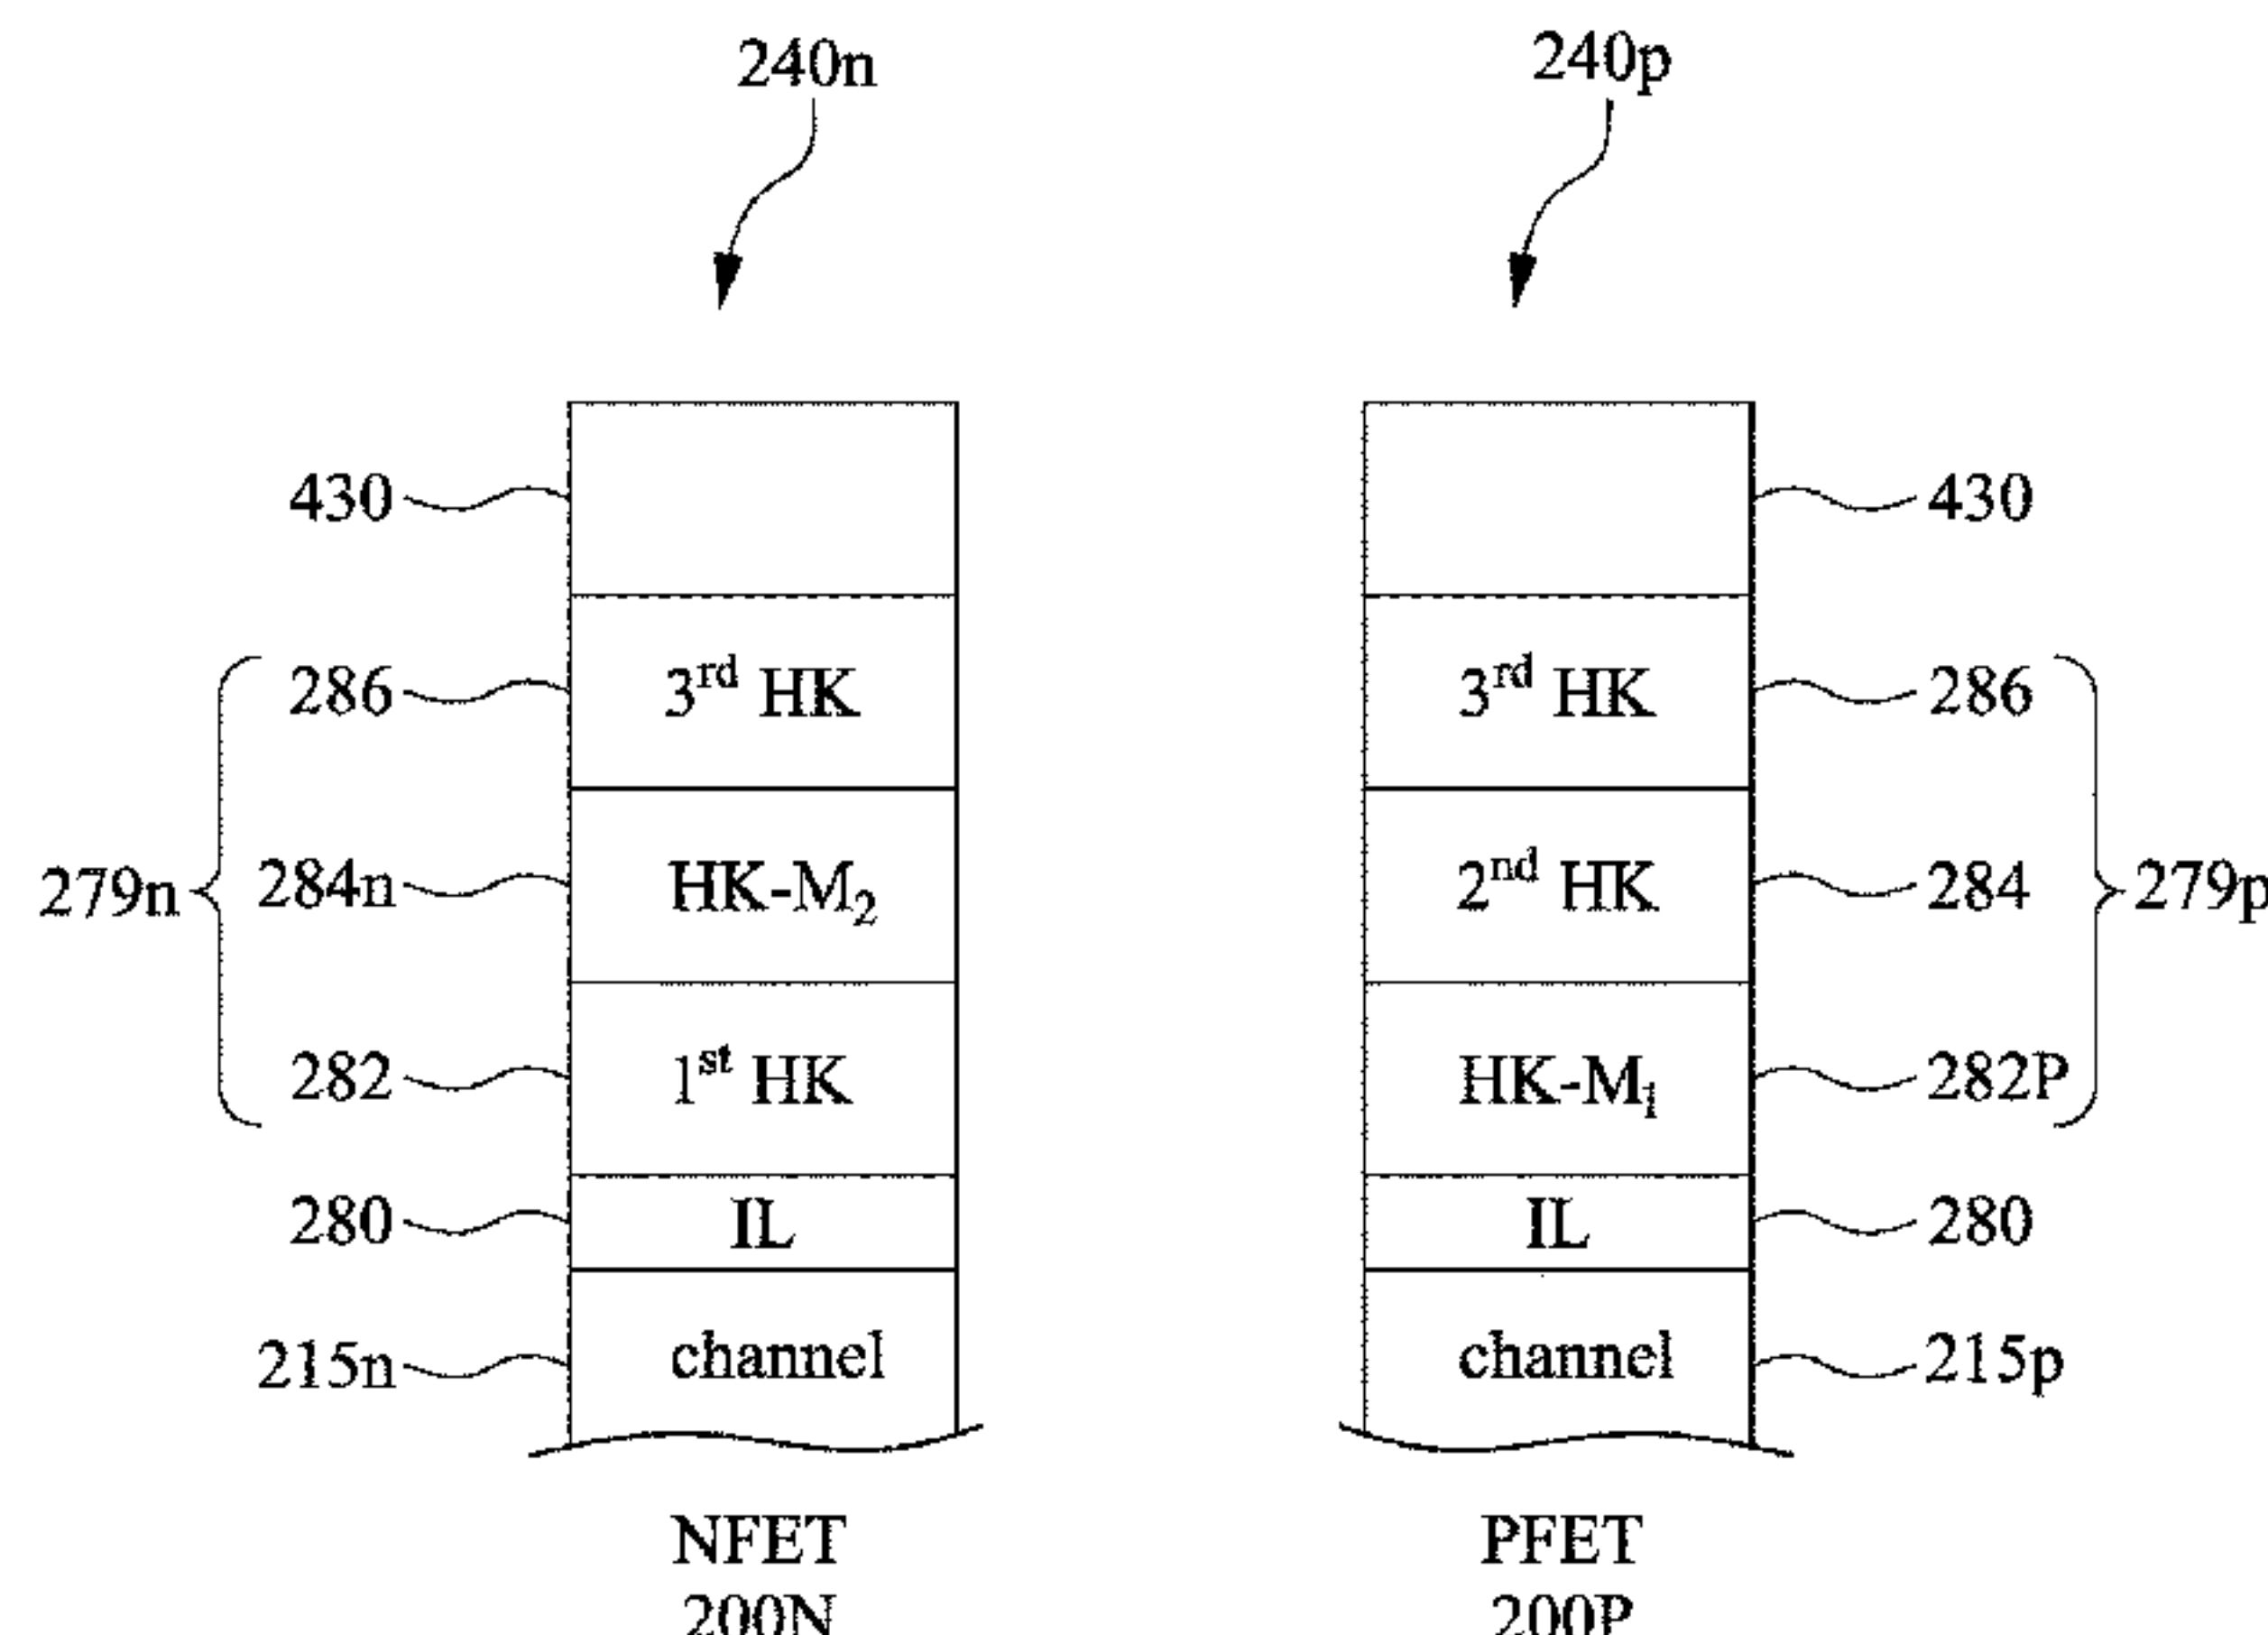 240n 240p
430 430
286 3rd HK 3rd HK 286
279n 284n HK-M2 2nd HK 284 279p
282 1st HK HK-M1 282P
280 IL IL 280
215n channel channel 215p
NFET PFET
200N 200P